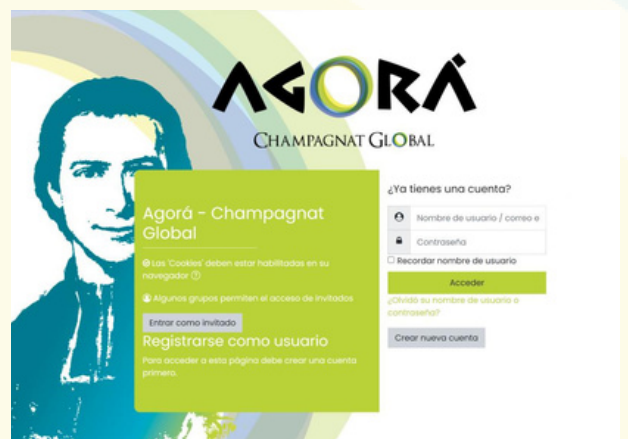 AGORÁ
CHAMPAGNAT GLOBAL
Agorá - Champagnat
Global
Las 'Cookies' deben estar habilitadas en su
navegador
Algunos grupos permiten el acceso de invitados
Entrar como invitado
Registrarse como usuario
Para acceder a esta página debe crear una cuenta
primero.
¿Ya tienes una cuenta?
Nombre de usuario / correo e
Contraseña
Recordar nombre de usuario
Acceder
¿Olvidó su nombre de usuario o
contraseña?
Crear nueva cuenta